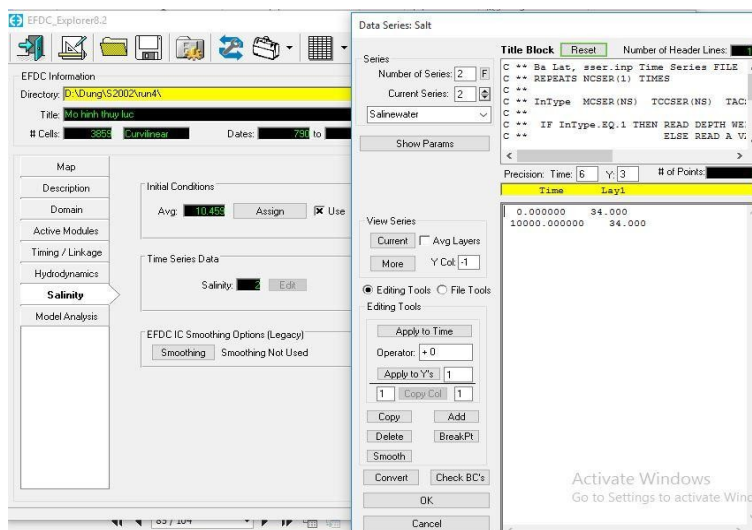 EFDC_Explorer8.2
EFDC Information
Directory: D:\Dung\S2002\run4\
Title: Mo hinh thuy luc
# Cells: 3859 Curvilinear Dates: 790 to
Map
Description
Domain
Active Modules
Timing / Linkage
Hydrodynamics
Salinity
Model Analysis
Initial Conditions
Avg: 10.459 Assign Use
Time Series Data
Salinity: 2 Edit
EFDC IC Smoothing Options (Legacy)
Smoothing Smoothing Not Used
83 / 104
Data Series: Salt
Series
Number of Series: 2 F
Current Series: 2
Salinewater
Show Params
View Series
Current Avg Layers
More Y Col: -1
Editing Tools File Tools
Editing Tools
Apply to Time
Operator: + 0
Apply to Y's 1
1 Copy Col 1
Copy Add
Delete BreakPt
Smooth
Convert Check BC's
OK
Cancel
Title Block Reset Number of Header Lines:
C ** Ba Lat, sser.inp Time Series FILE
C ** REPEATS NCSER(1) TIMES
C **
C ** InType MCSER(NS) TCCSER(NS) TAC
C **
C ** IF InType.EQ.1 THEN READ DEPTH WE
C ** ELSE READ A V
Precision: Time: 6 Y: 3 # of Points:
Time Lay1
0.000000 34.000
10000.000000 34.000
Activate Windows
Go to Settings to activate Wind